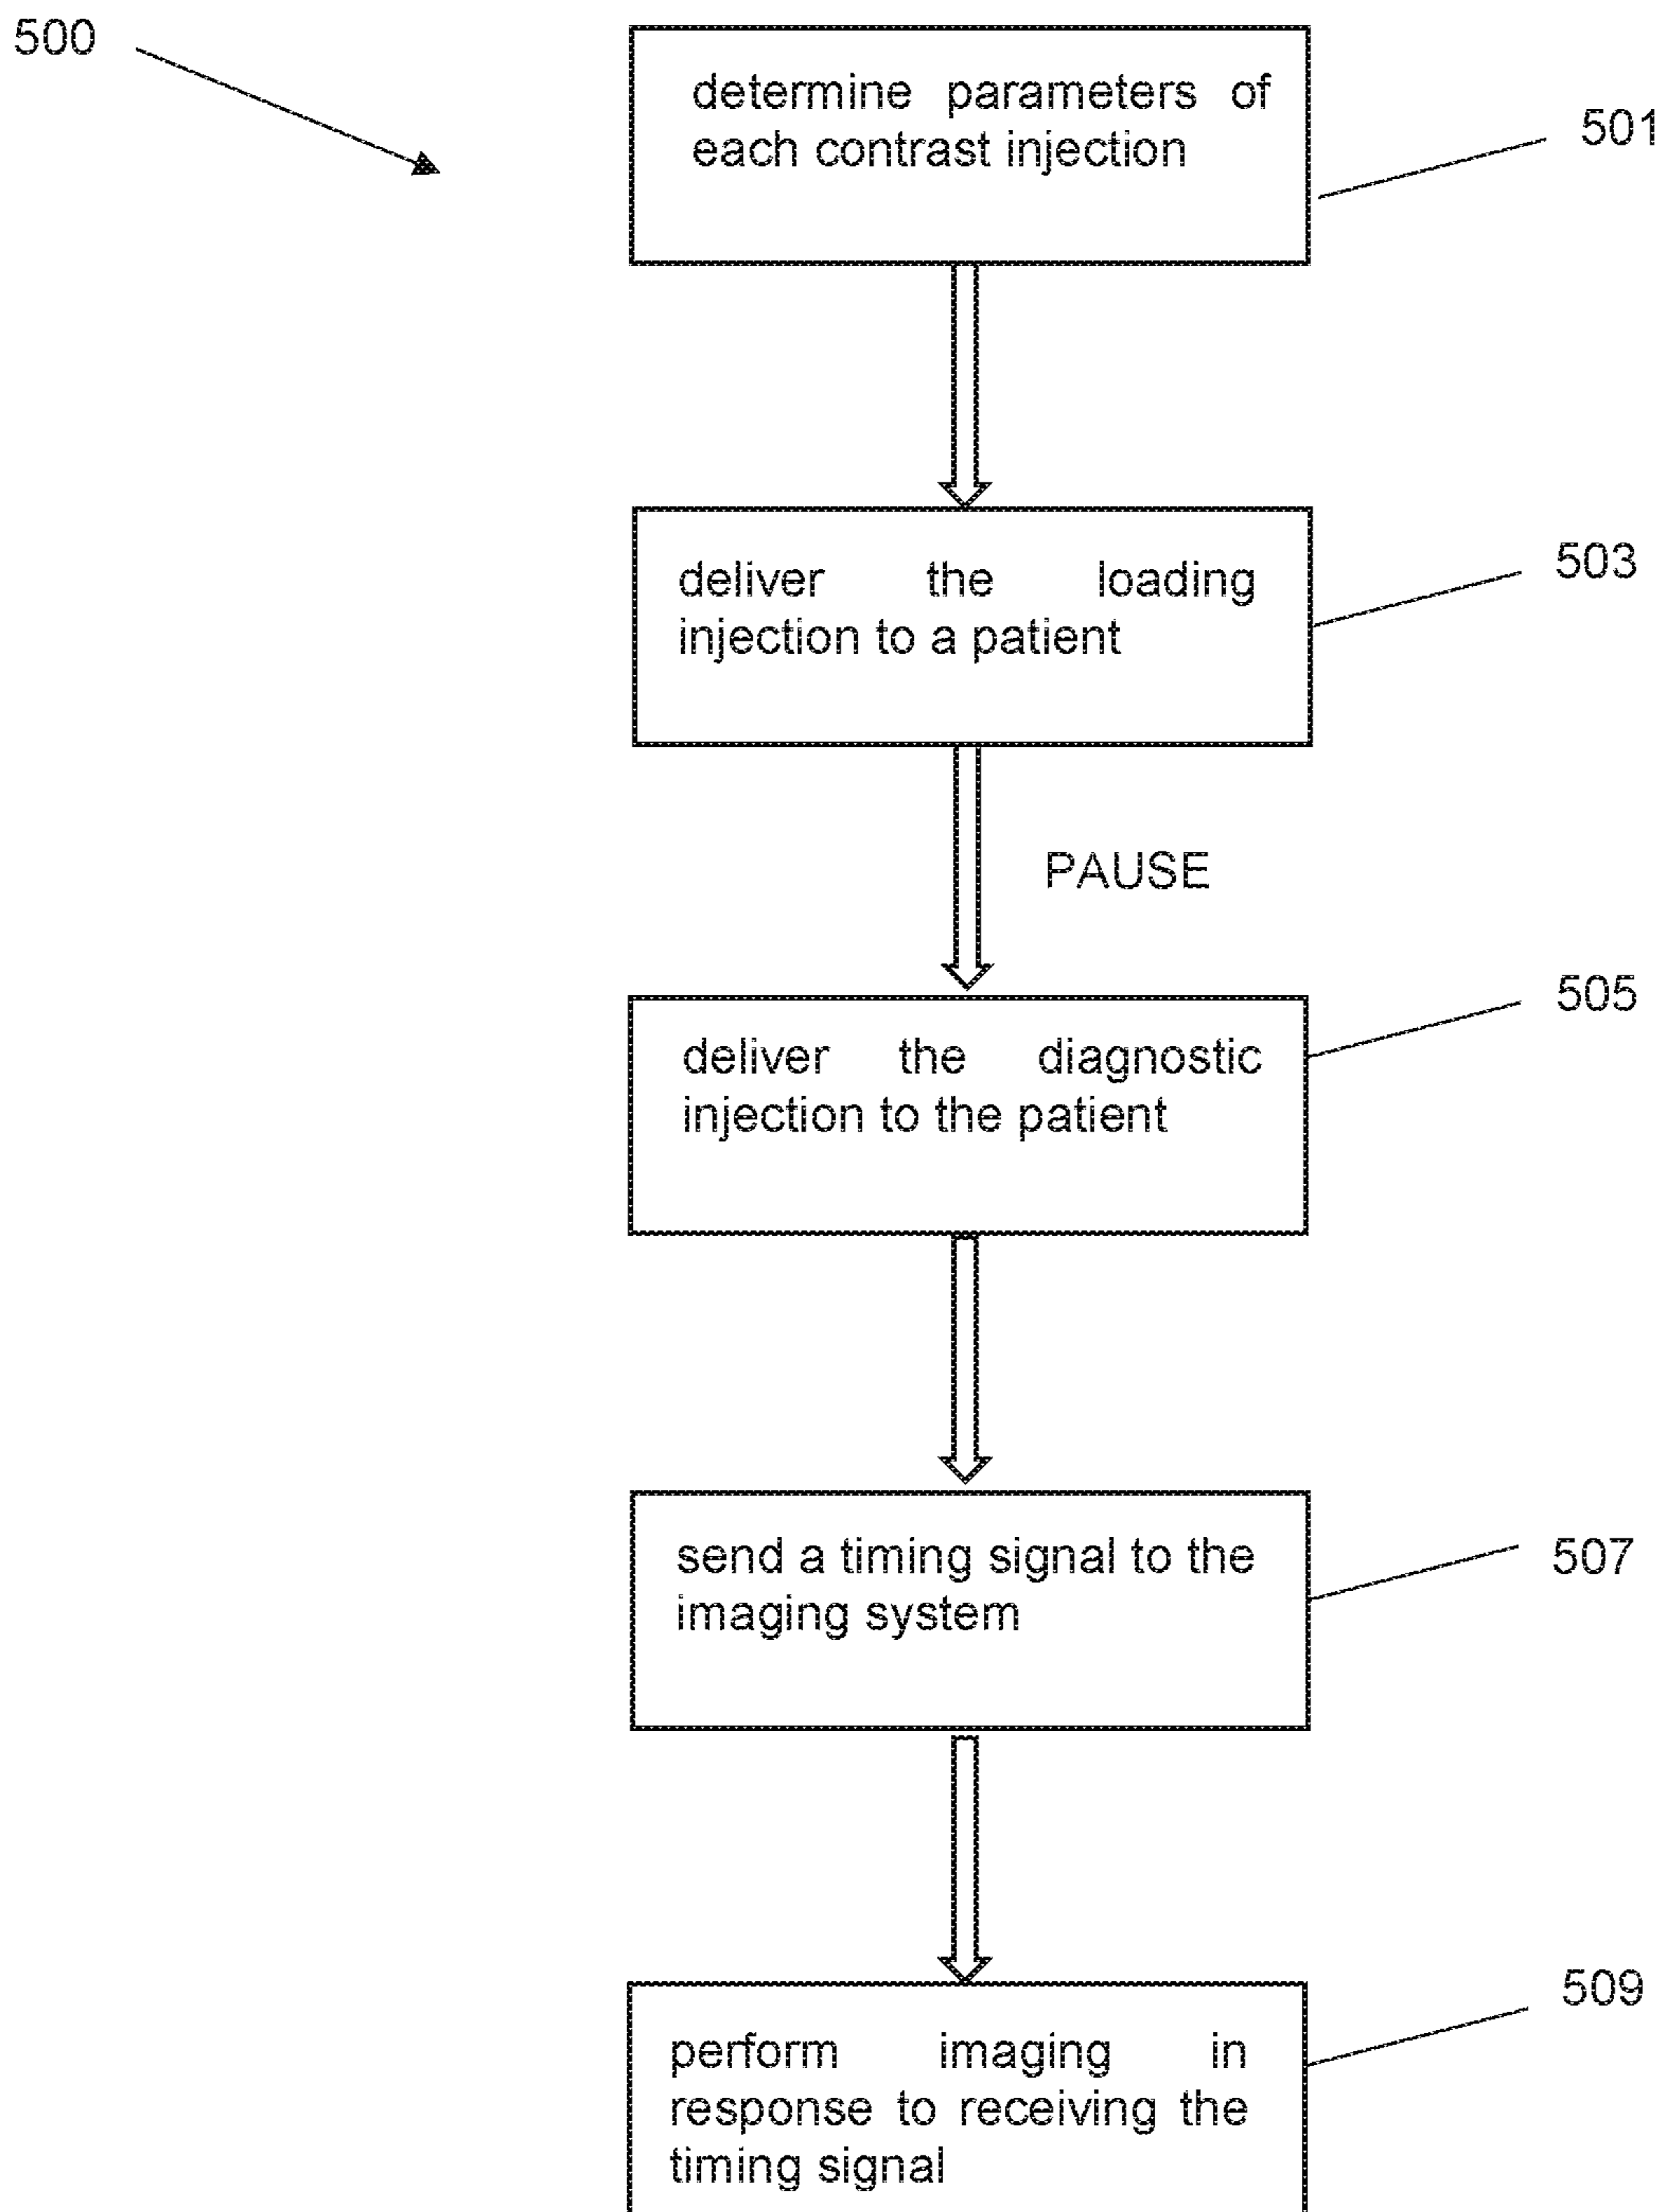 500
determine parameters of
each contrast injection
501
deliver the loading
injection to a patient
503
PAUSE
deliver the diagnostic
injection to the patient
505
send a timing signal to the
imaging system
507
perform imaging in
response to receiving the
timing signal
509